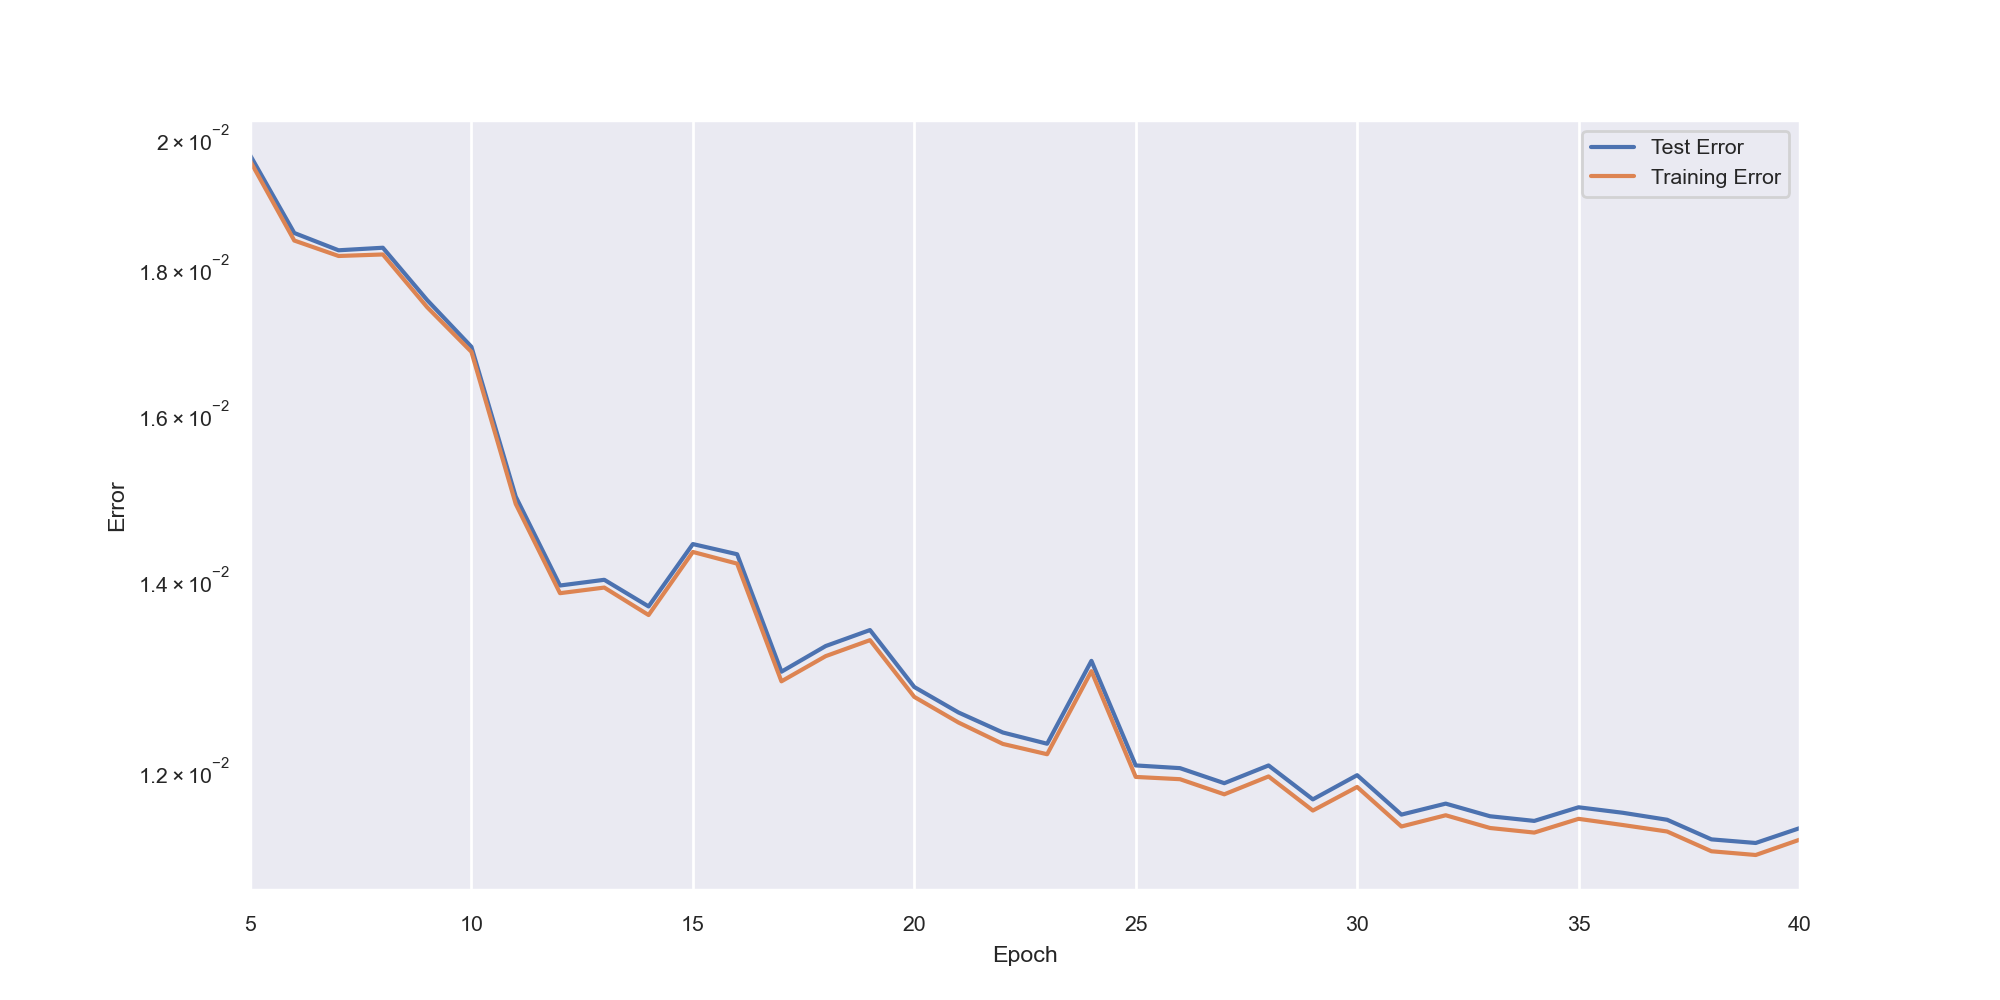 2 × 10⁻²
1.8 × 10⁻²
1.6 × 10⁻²
1.4 × 10⁻²
1.2 × 10⁻²
Error
Test Error
Training Error
5 10 15 20 25 30 35 40
Epoch